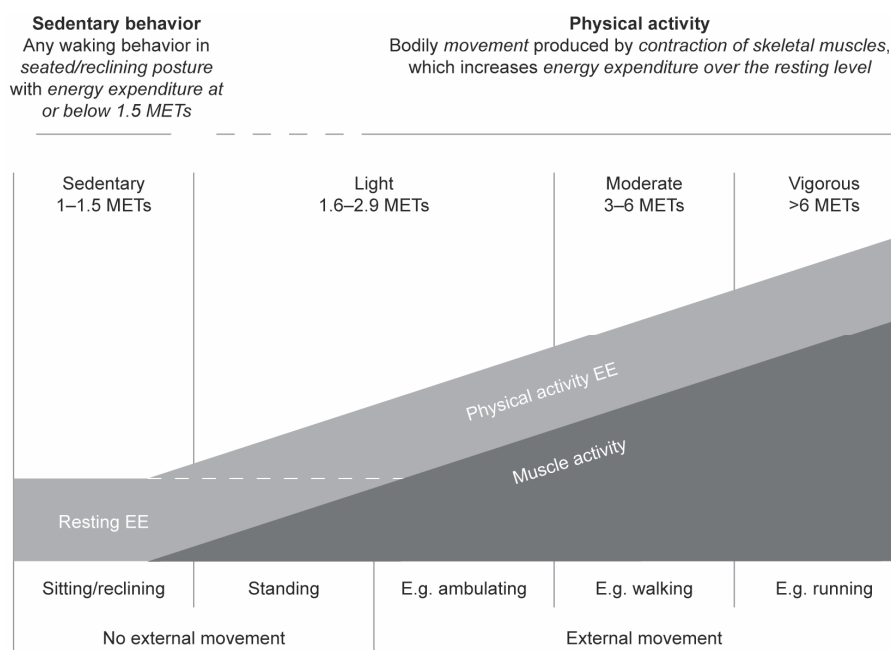 Sedentary behavior
Any waking behavior in
seated/reclining posture
with energy expenditure at
or below 1.5 METs
Physical activity
Bodily movement produced by contraction of skeletal muscles,
which increases energy expenditure over the resting level
Sedentary
1–1.5 METs
Light
1.6–2.9 METs
Moderate
3–6 METs
Vigorous
>6 METs
Physical activity EE
Muscle activity
Resting EE
Sitting/reclining
Standing
E.g. ambulating
E.g. walking
E.g. running
No external movement
External movement